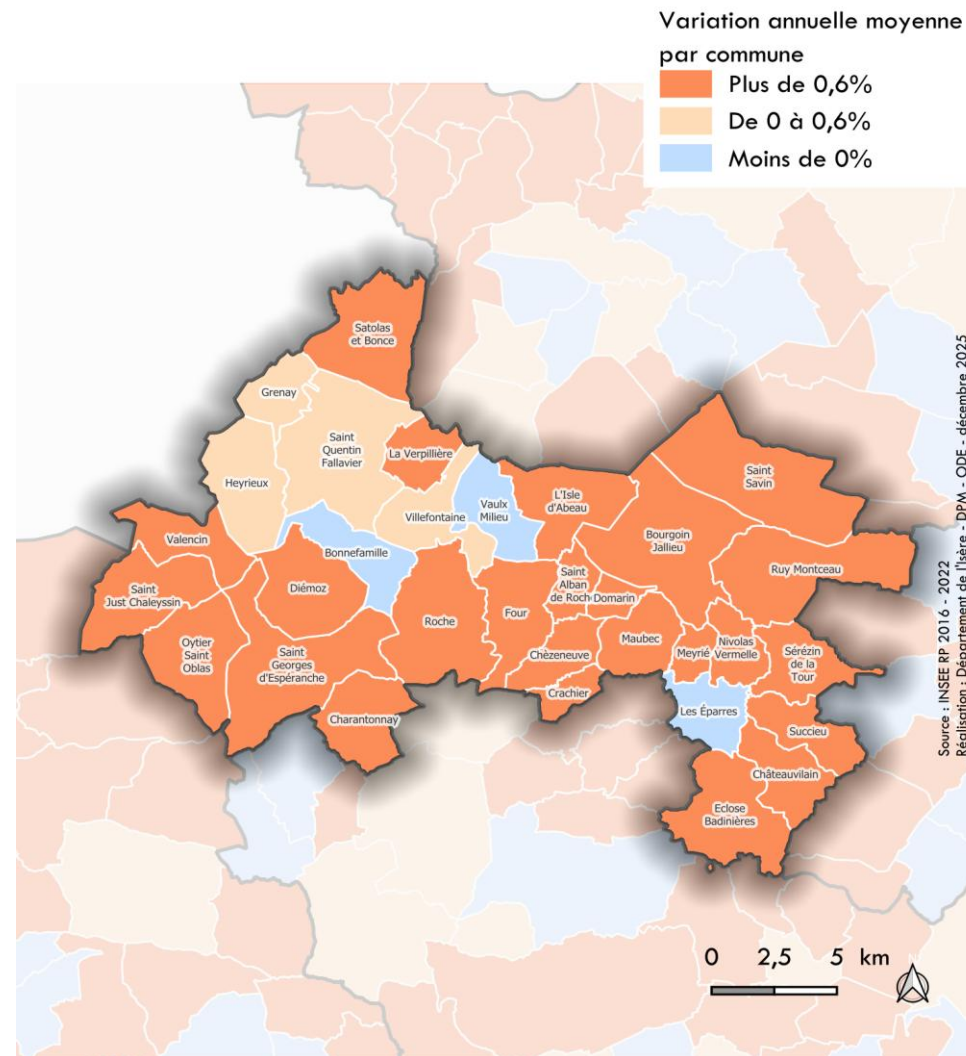 Variation annuelle moyenne
par commune
Plus de 0,6%
De 0 à 0,6%
Moins de 0%
Satolas
et Bonce
Grenay
Saint
Quentin
Fallavier
La Verpillière
Heyrieux
Villefontaine
Vaulx
Milieu
L'Isle
d'Abeau
Saint
Savin
Bourgoin
Jallieu
Valencin
Bonnefamille
Ruy Montceau
Saint
Just Chaleyssin
Diémoz
Roche
Four
Saint
Alban
de Roch
Domarin
Oytier
Saint
Oblas
Saint
Georges
d'Espéranche
Maubec
Meyrié
Nivolas
Vermelle
Sérézin
de la
Tour
Chèzeneuve
Crachier
Charantonnay
Les Éparres
Succieu
Châteauvilain
Eclose
Badinières
0 2,5 5 km
Source : INSEE RP 2016 - 2022
Réalisation : Département de l'Isère - DPM - ODE - décembre 2025